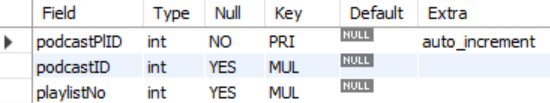 Field Type Null Key Default Extra
podcastPlID int NO PRI NULL auto_increment
podcastID int YES MUL NULL
playlistNo int YES MUL NULL